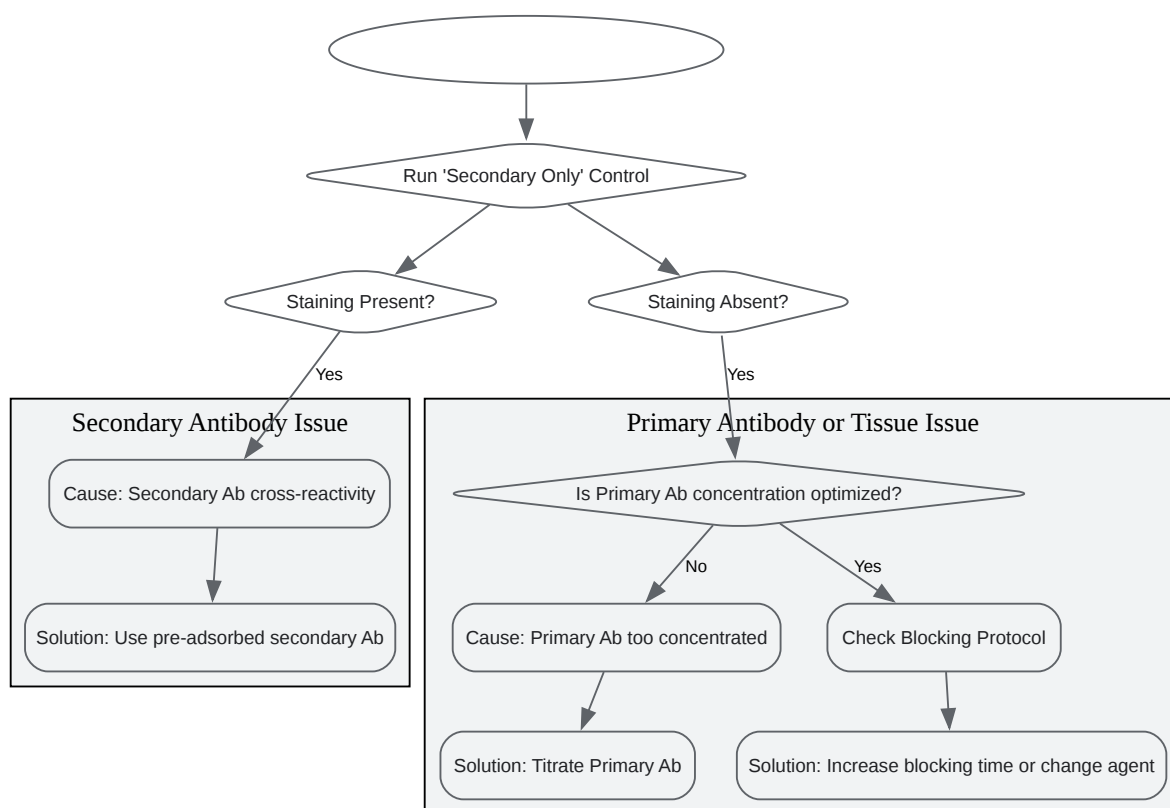 Run 'Secondary Only' Control
Staining Present?
Staining Absent?
Yes
Yes
Secondary Antibody Issue
Primary Antibody or Tissue Issue
Cause: Secondary Ab cross-reactivity
Is Primary Ab concentration optimized?
No
Yes
Solution: Use pre-adsorbed secondary Ab
Cause: Primary Ab too concentrated
Check Blocking Protocol
Solution: Titrate Primary Ab
Solution: Increase blocking time or change agent